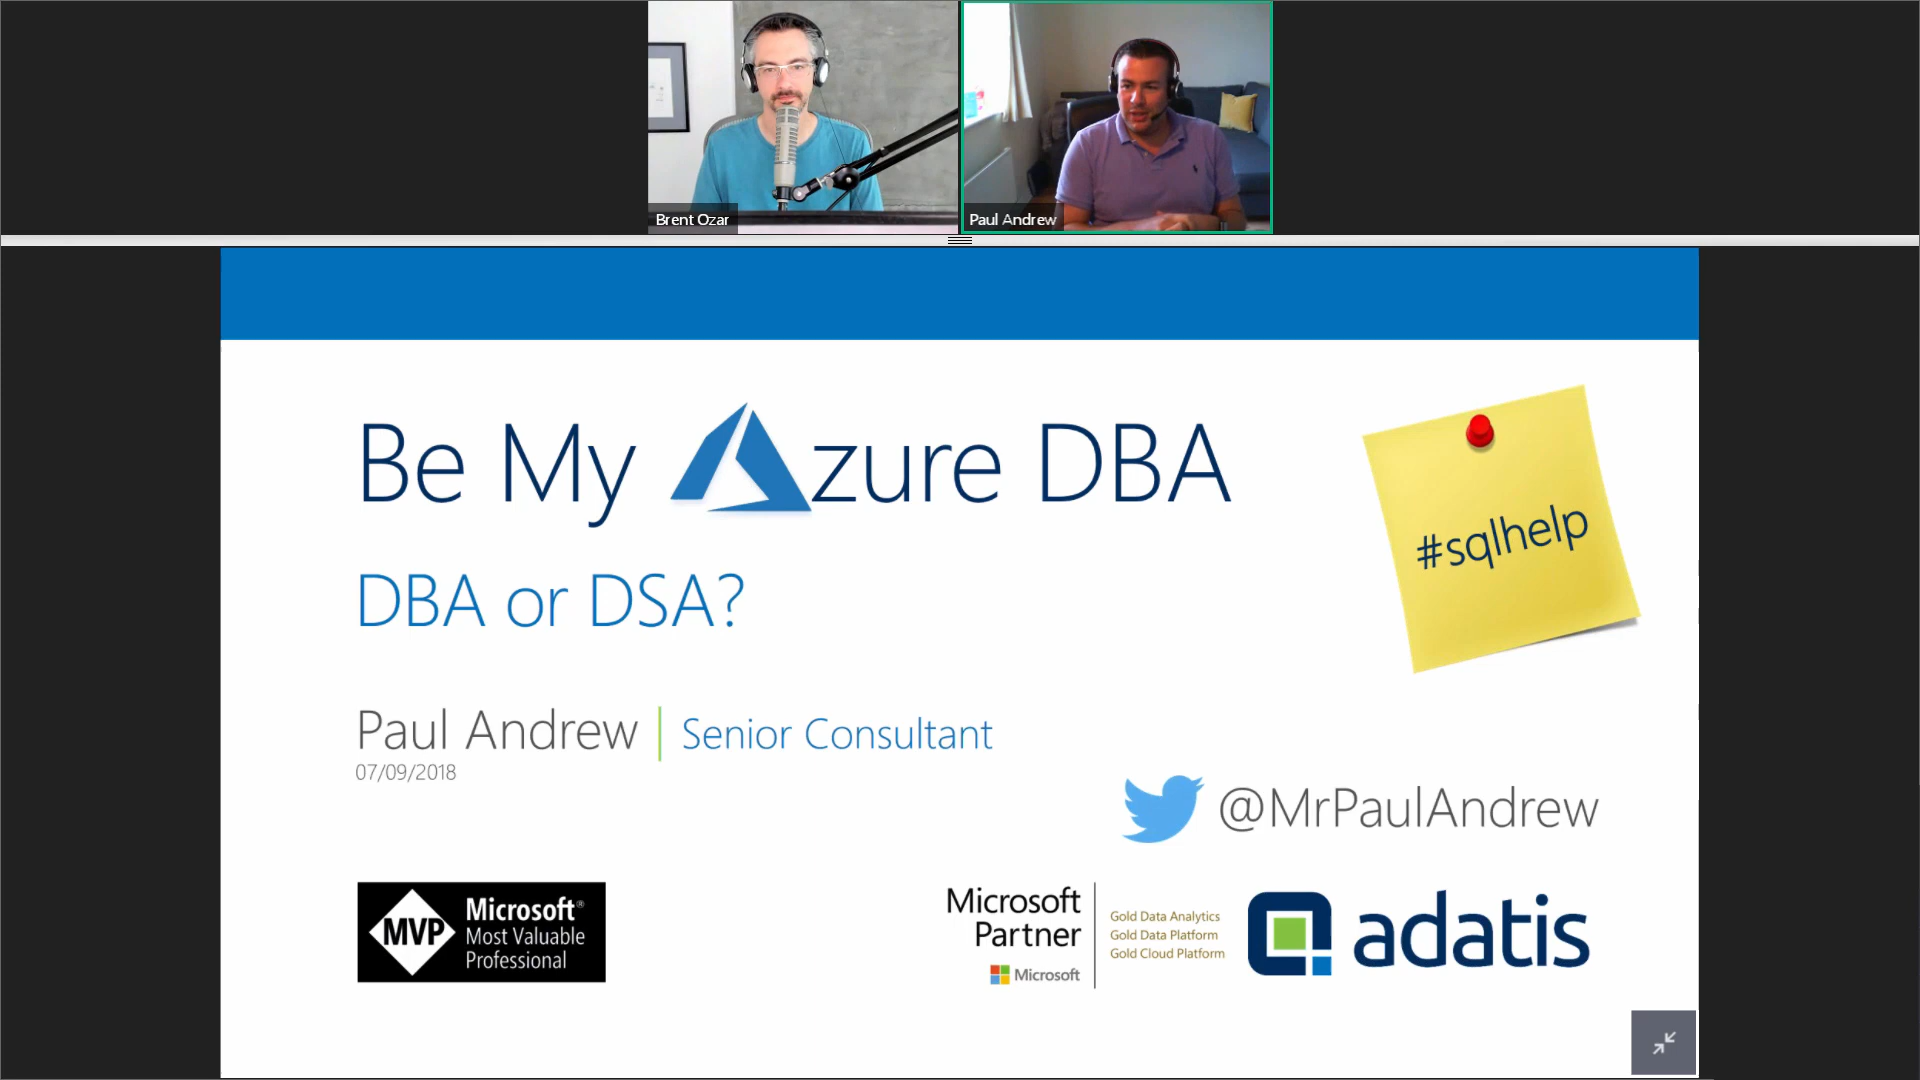 Brent Ozar
Paul Andrew
Be My Azure DBA
#sqlhelp
DBA or DSA?
Paul Andrew | Senior Consultant
07/09/2018
@MrPaulAndrew
MVP
Microsoft®
Most Valuable
Professional
Microsoft
Partner
Microsoft
Gold Data Analytics
Gold Data Platform
Gold Cloud Platform
adatis